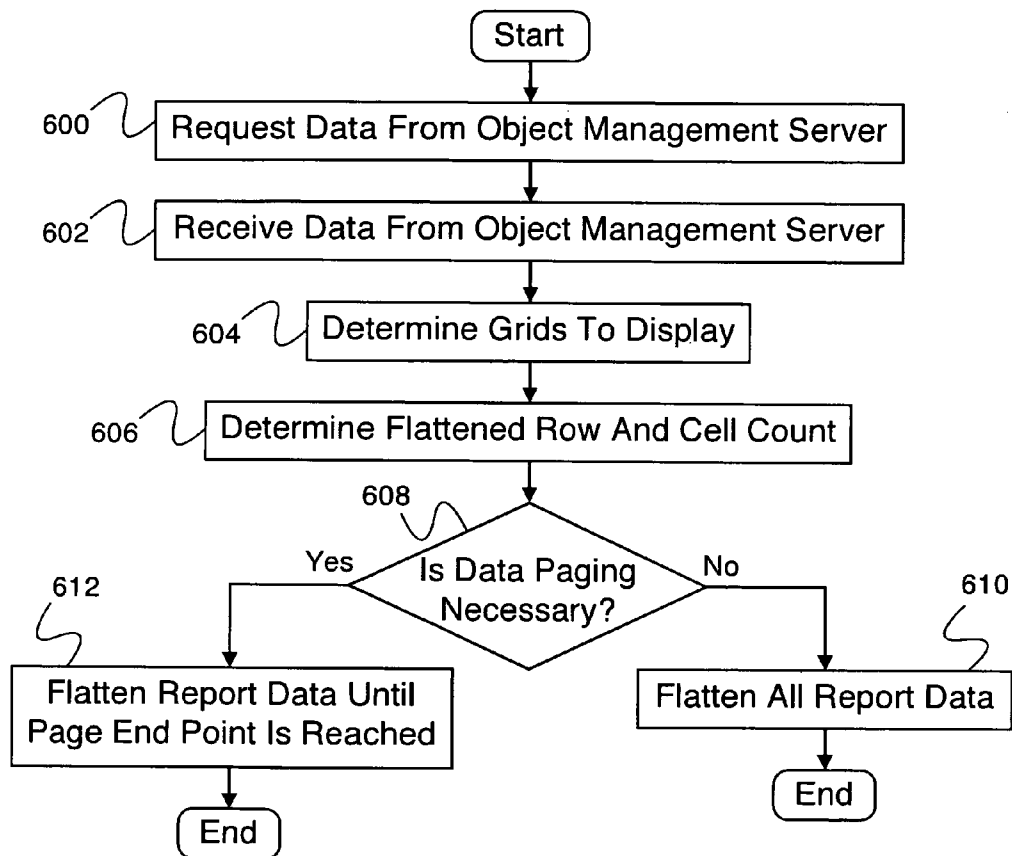 Start
600
Request Data From Object Management Server
602
Receive Data From Object Management Server
604
Determine Grids To Display
606
Determine Flattened Row And Cell Count
608
Yes
Is Data Paging
Necessary?
No
612
Flatten Report Data Until
Page End Point Is Reached
End
610
Flatten All Report Data
End